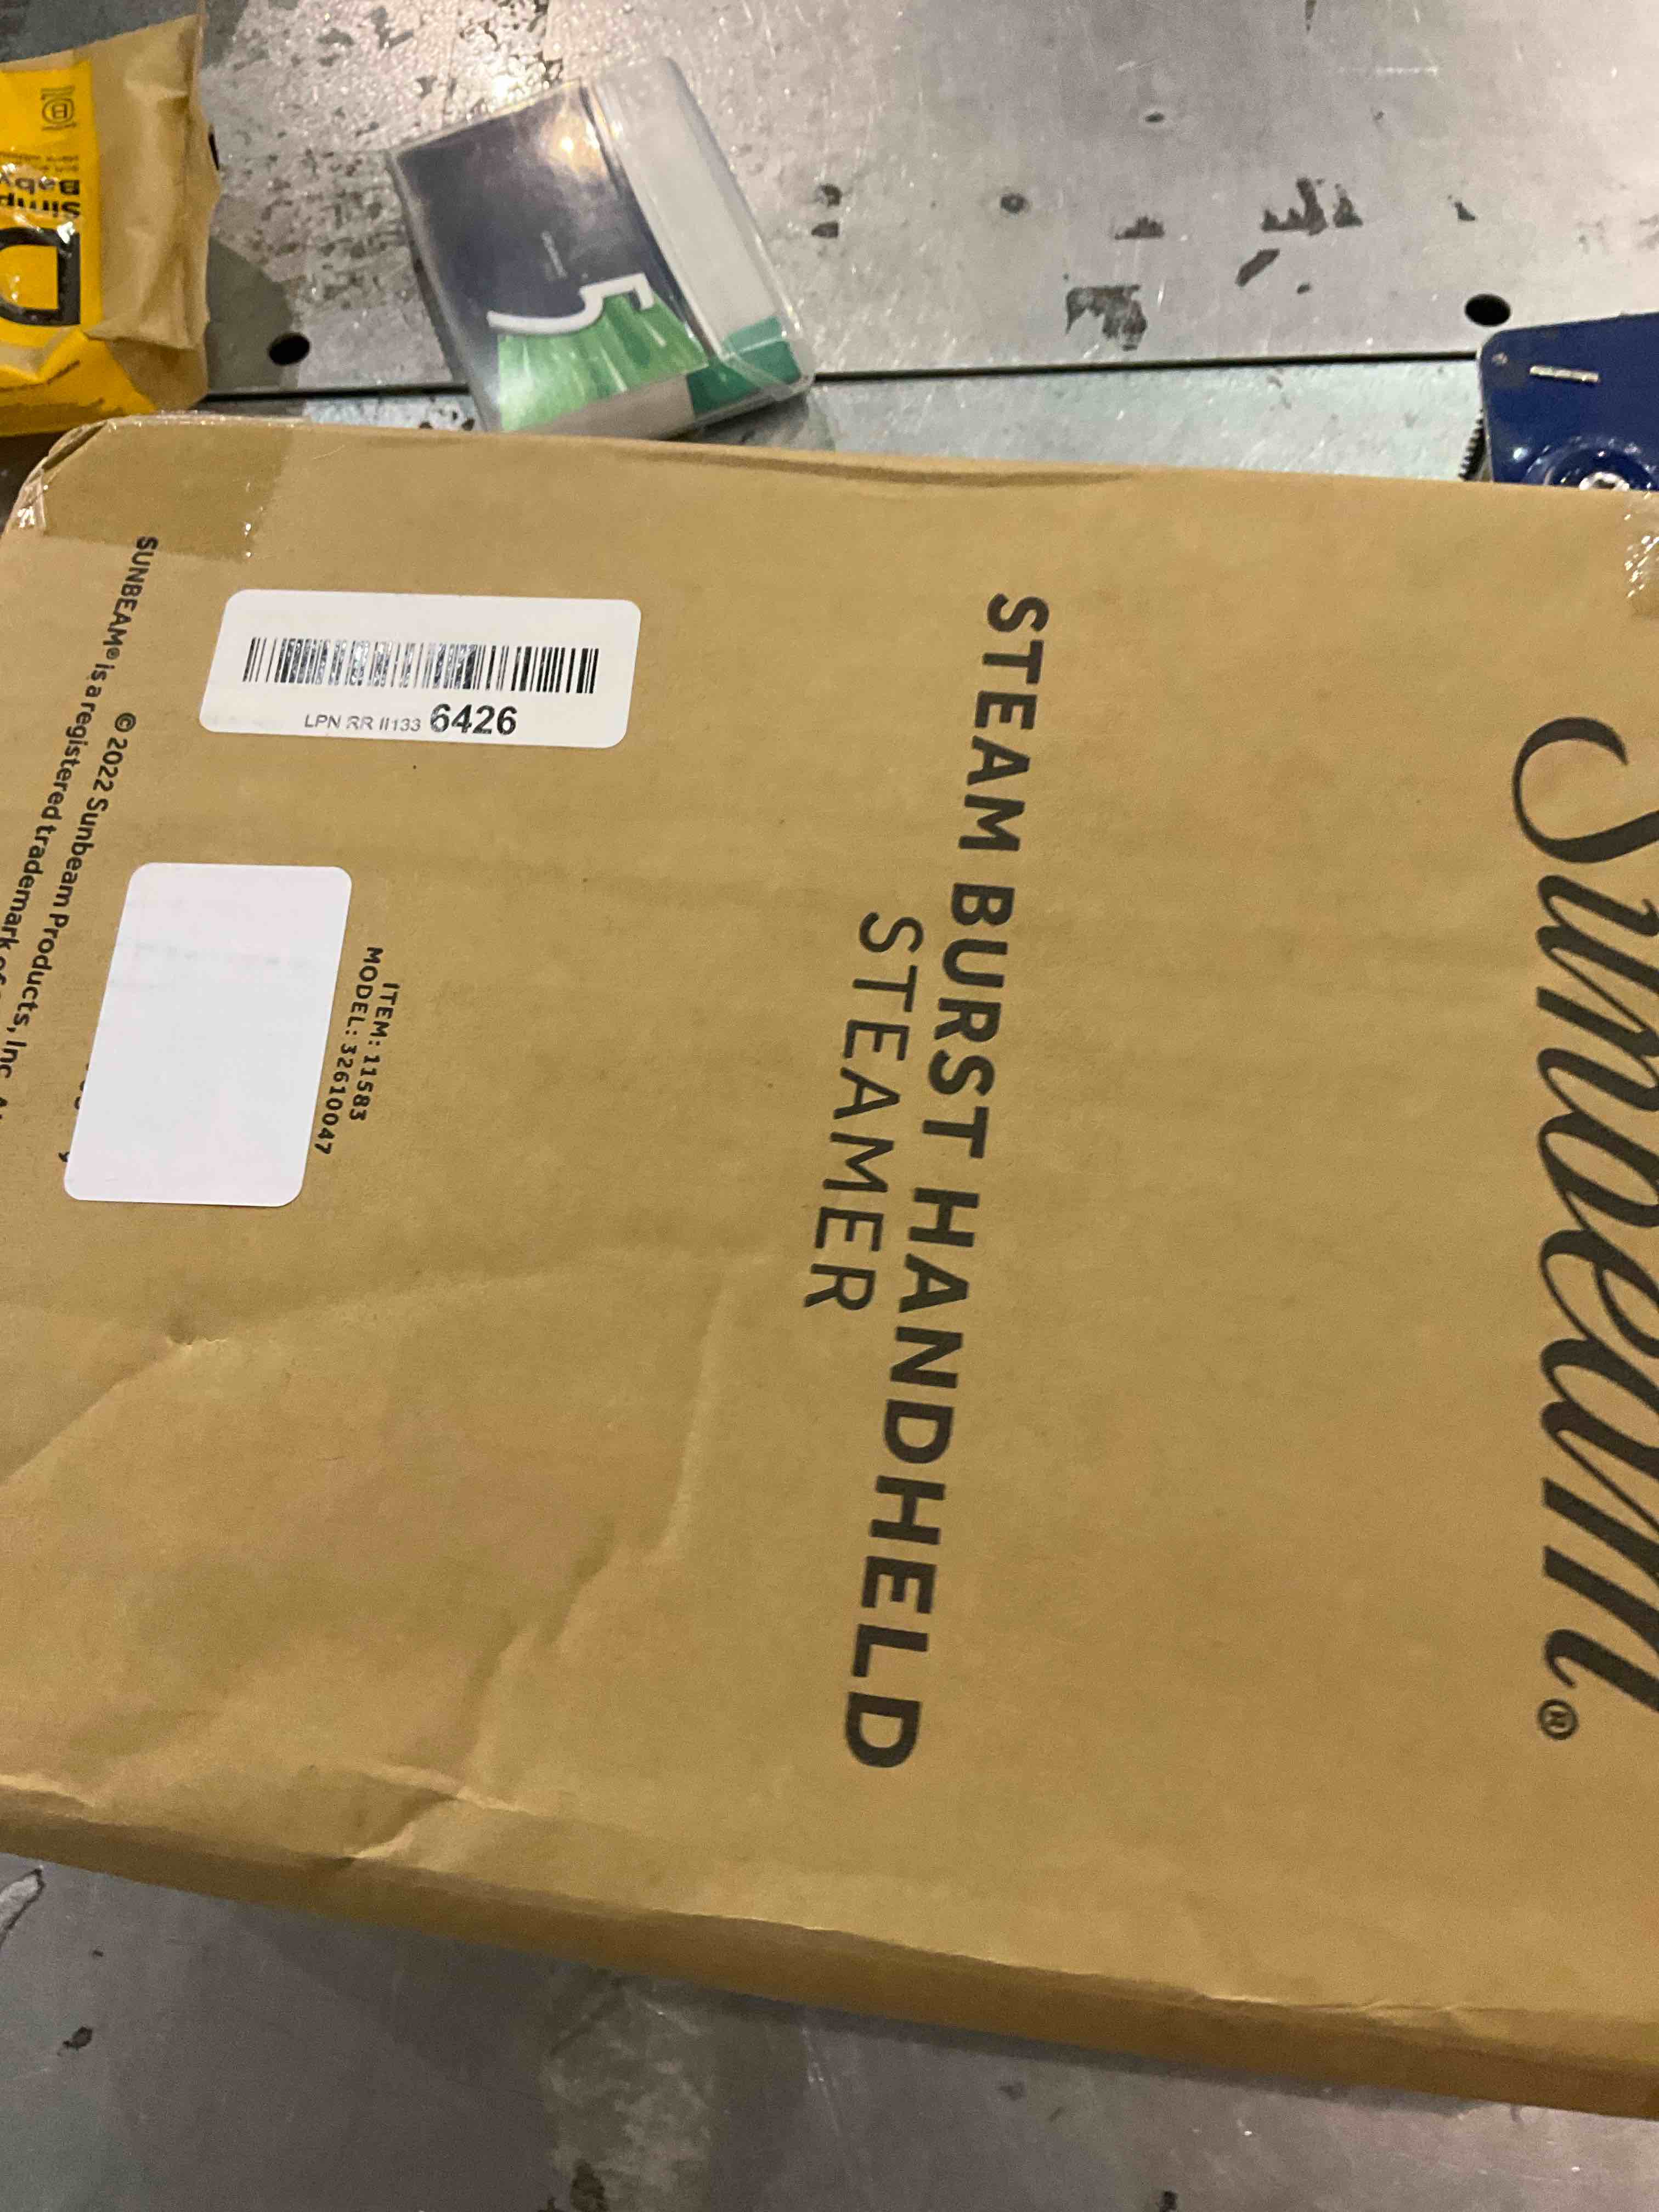 Sunbeam®
STEAM BURST HANDHELD
STEAMER
ITEM: 11583
MODEL: 32610047
© 2022 Sunbeam Products, Inc.
SUNBEAM® is a registered trademark of
LPN RR II133 6426
5
Baby